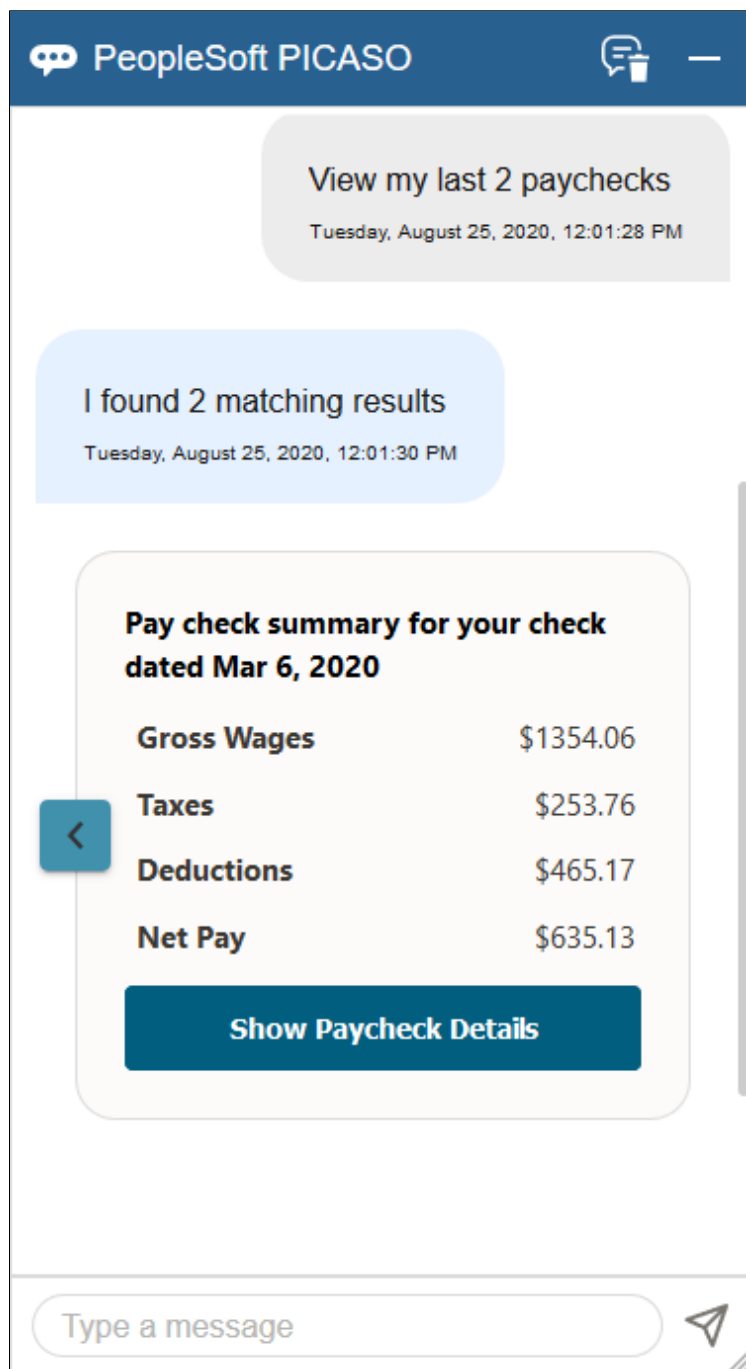 PeopleSoft PICASO
View my last 2 paychecks
Tuesday, August 25, 2020, 12:01:28 PM
I found 2 matching results
Tuesday, August 25, 2020, 12:01:30 PM
Pay check summary for your check
dated Mar 6, 2020
Gross Wages $1354.06
Taxes $253.76
Deductions $465.17
Net Pay $635.13
Show Paycheck Details
Type a message